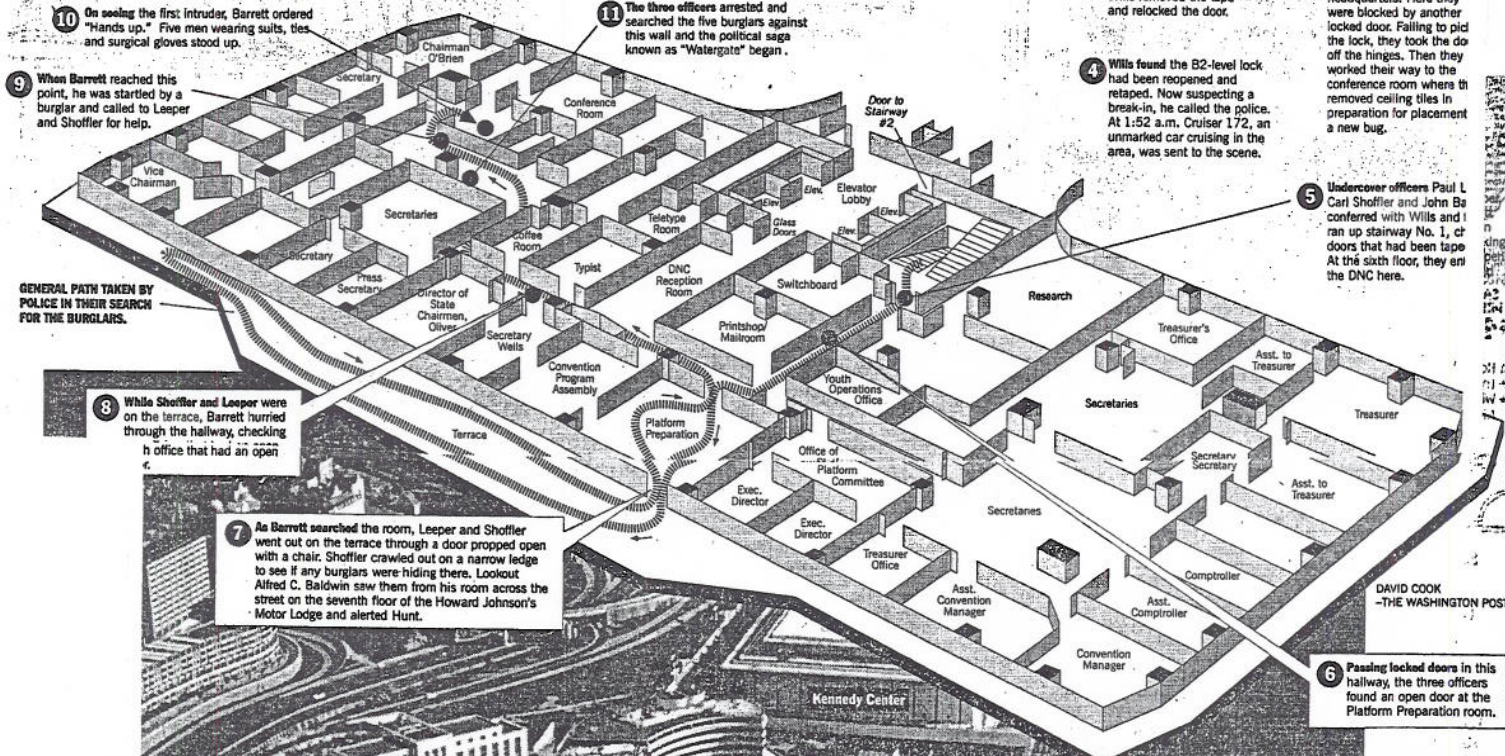 10 On seeing the first intruder, Barrett ordered
"Hands up." Five men wearing suits, ties
and surgical gloves stood up.
11 The three officers arrested and
searched the five burglars against
this wall and the political saga
known as "Watergate" began.
and relocked the door.
headquarters. Here they
were blocked by another
locked door. Failing to pick
the lock, they took the do
off the hinges. Then they
worked their way to the
conference room where th
removed ceiling tiles in
preparation for placement
a new bug.
9 When Barrett reached this
point, he was startled by a
burglar and called to Leeper
and Shoffler for help.
4 Wills found the B2-level lock
had been reopened and
retaped. Now suspecting a
break-in, he called the police.
At 1:52 a.m. Cruiser 172, an
unmarked car cruising in the
area, was sent to the scene.
5 Undercover officers Paul L
Carl Shoffler and John Ba
conferred with Wills and
ran up stairway No. 1, ch
doors that had been tape
At the sixth floor, they ent
the DNC here.
Chairman
O'Brien
Secretary
Conference
Room
Door to
Stairway
#2
Vice
Chairman
Secretaries
Elev.
Elev.
Elevator
Lobby
Elev.
Elev.
Glass
Doors
Teletype
Room
Coffee
Room
Secretary
Typist
DNC
Reception
Room
Switchboard
Press
Secretary
Director of
State
Chairmen,
Oliver
Research
GENERAL PATH TAKEN BY
POLICE IN THEIR SEARCH
FOR THE BURGLARS.
Secretary
Wells
Printshop/
Mailroom
Treasurer's
Office
Asst. to
Treasurer
Convention
Program
Assembly
Youth
Operations
Office
Secretaries
Treasurer
8 While Shoffler and Leeper were
on the terrace, Barrett hurried
through the hallway, checking
h office that had an open
Terrace
Platform
Preparation
Office of
Platform
Committee
Secretary
Secretary
Asst. to
Treasurer
Exec.
Director
Exec.
Director
Secretaries
7 As Barrett searched the room, Leeper and Shoffler
went out on the terrace through a door propped open
with a chair. Shoffler crawled out on a narrow ledge
to see if any burglars were hiding there. Lookout
Alfred C. Baldwin saw them from his room across the
street on the seventh floor of the Howard Johnson's
Motor Lodge and alerted Hunt.
Treasurer
Office
Comptroller
Asst.
Convention
Manager
Asst.
Comptroller
DAVID COOK
–THE WASHINGTON POST
Convention
Manager
Kennedy Center
6 Passing locked doors in this
hallway, the three officers
found an open door at the
Platform Preparation room.